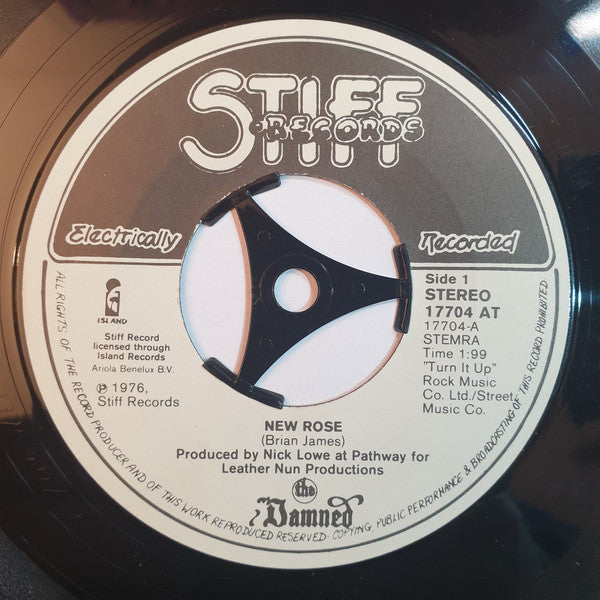 STIFF
RECORDS
Electrically
Recorded
ISLAND
Stiff Record
licensed through
Island Records
Ariola Benelux B.V.
℗ 1976,
Stiff Records
Side 1
STEREO
17704 AT
17704-A
STEMRA
Time 1:99
"Turn It Up"
Rock Music
Co. Ltd./Street
Music Co.
NEW ROSE
(Brian James)
Produced by Nick Lowe at Pathway for
Leather Nun Productions
the
Damned
ALL RIGHTS OF THE RECORD PRODUCER AND OF THIS WORK REPRODUCED RESERVED· COPYING, PUBLIC PERFORMANCE & BROADCASTING OF THIS RECORD PROHIBITED